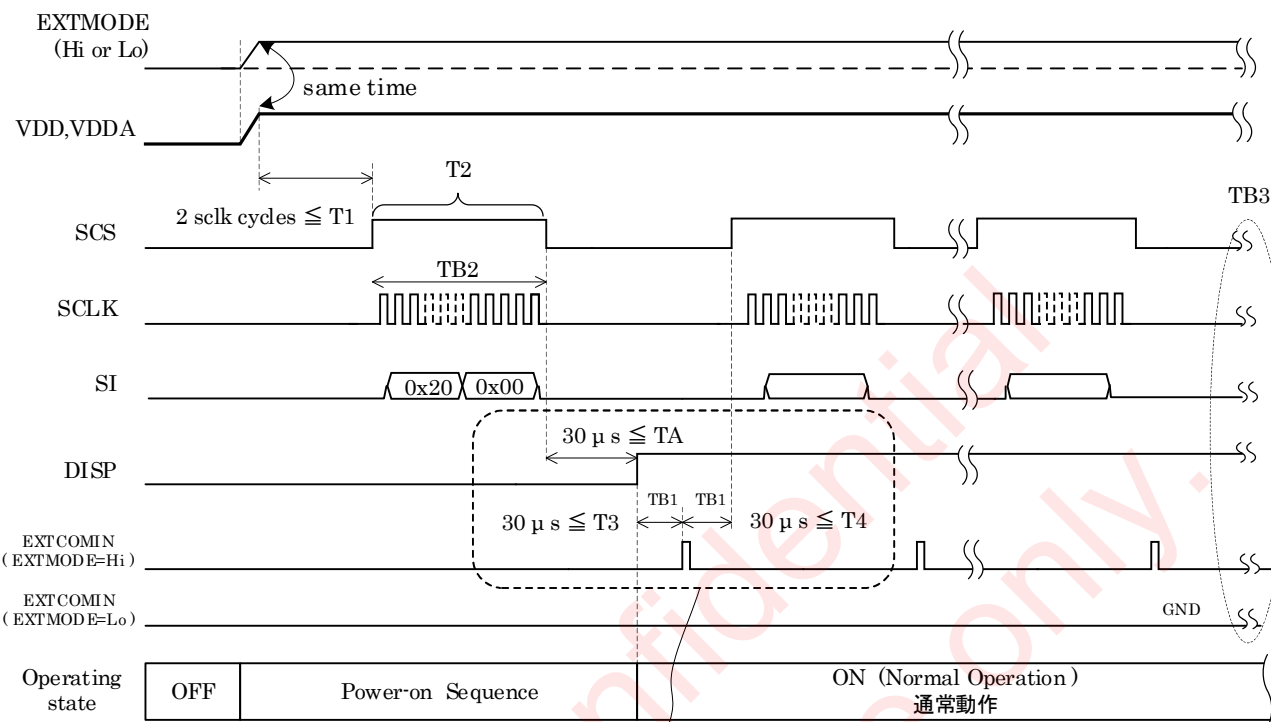 EXTMODE
(Hi or Lo)
same time
VDD,VDDA
T2
TB3
2 sclk cycles ≦ T1
SCS
TB2
SCLK
SI
0x20 0x00
30 μ s ≦ TA
DISP
TB1 TB1
30 μ s ≦ T3
30 μ s ≦ T4
EXTCOMIN
(EXTMODE=Hi)
EXTCOMIN
(EXTMODE=Lo)
GND
Operating
state
OFF
Power-on Sequence
ON (Normal Operation)
通常動作
only.